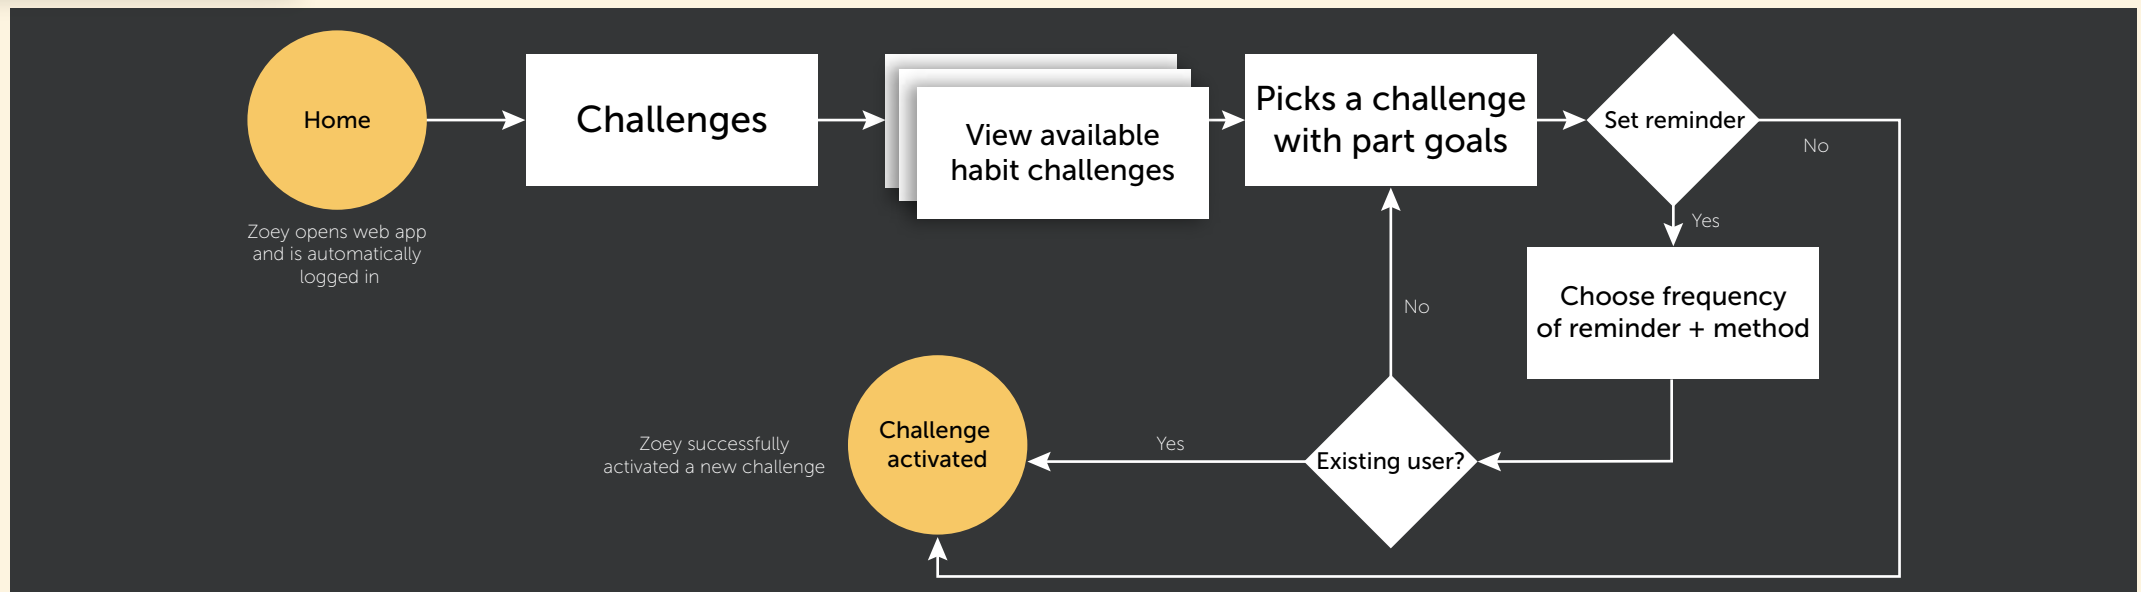 Home
Zoey opens web app
and is automatically
logged in
Challenges
View available
habit challenges
Picks a challenge
with part goals
Set reminder
No
Yes
Choose frequency
of reminder + method
Existing user?
No
Yes
Challenge
activated
Zoey successfully
activated a new challenge